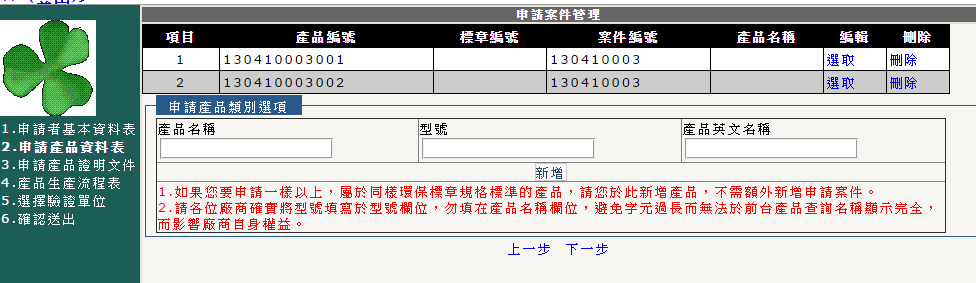 申請案件管理
項目 產品編號 標章編號 案件編號 產品名稱 編輯 刪除
1 130410003001 130410003 選取 刪除
2 130410003002 130410003 選取 刪除
1.申請者基本資料表
2.申請產品資料表
3.申請產品證明文件
4.產品生產流程表
5.選擇驗證單位
6.確認送出
申請產品類別選項
產品名稱 型號 產品英文名稱
新增
1.如果您要申請一樣以上，屬於同樣環保標章規格標準的產品，請您於此新增產品，不需額外新增申請案件。
2.請各位廠商確實將型號填寫於型號欄位，勿填在產品名稱欄位，避免字元過長而無法於前台產品查詢名稱顯示完全，
而影響廠商自身權益。
上一步 下一步